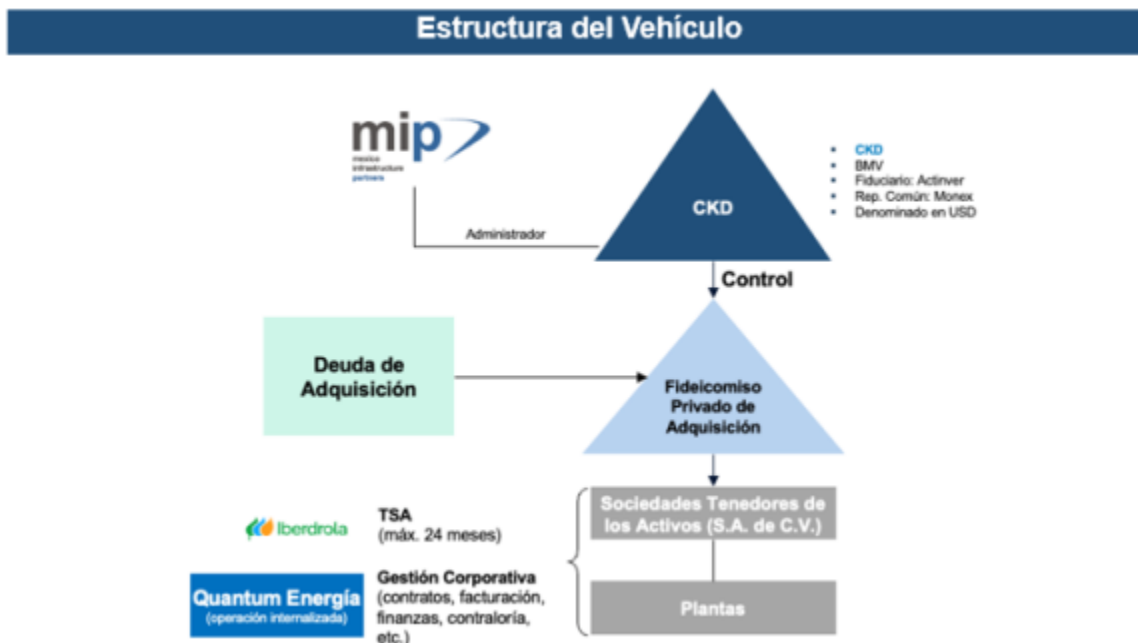 Estructura del Vehículo
mip
mexico
infrastructure
partners
Administrador
CKD
• CKD
• BMV
• Fiduciario: Actinver
• Rep. Común: Monex
• Denominado en USD
Control
Deuda de
Adquisición
Fideicomiso
Privado de
Adquisición
Iberdrola
TSA
(máx. 24 meses)
Sociedades Tenedores de
los Activos (S.A. de C.V.)
Quantum Energía
(operación internalizada)
Gestión Corporativa
(contratos, facturación,
finanzas, contraloría,
etc.)
Plantas